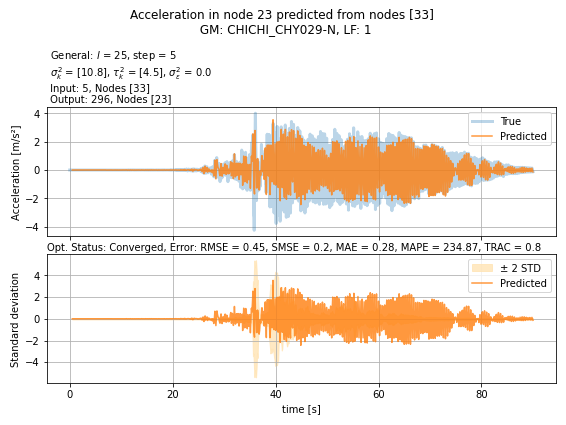 Acceleration in node 23 predicted from nodes [33]
GM: CHICHI_CHY029-N, LF: 1
General: l = 25, step = 5
σ²ₖ = [10.8], τ²ₖ = [4.5], σ²ε = 0.0
Input: 5, Nodes [33]
Output: 296, Nodes [23]
Acceleration [m/s²]
4
2
0
−2
−4
True
Predicted
Opt. Status: Converged, Error: RMSE = 0.45, SMSE = 0.2, MAE = 0.28, MAPE = 234.87, TRAC = 0.8
Standard deviation
4
2
0
−2
−4
± 2 STD
Predicted
0 20 40 60 80
time [s]